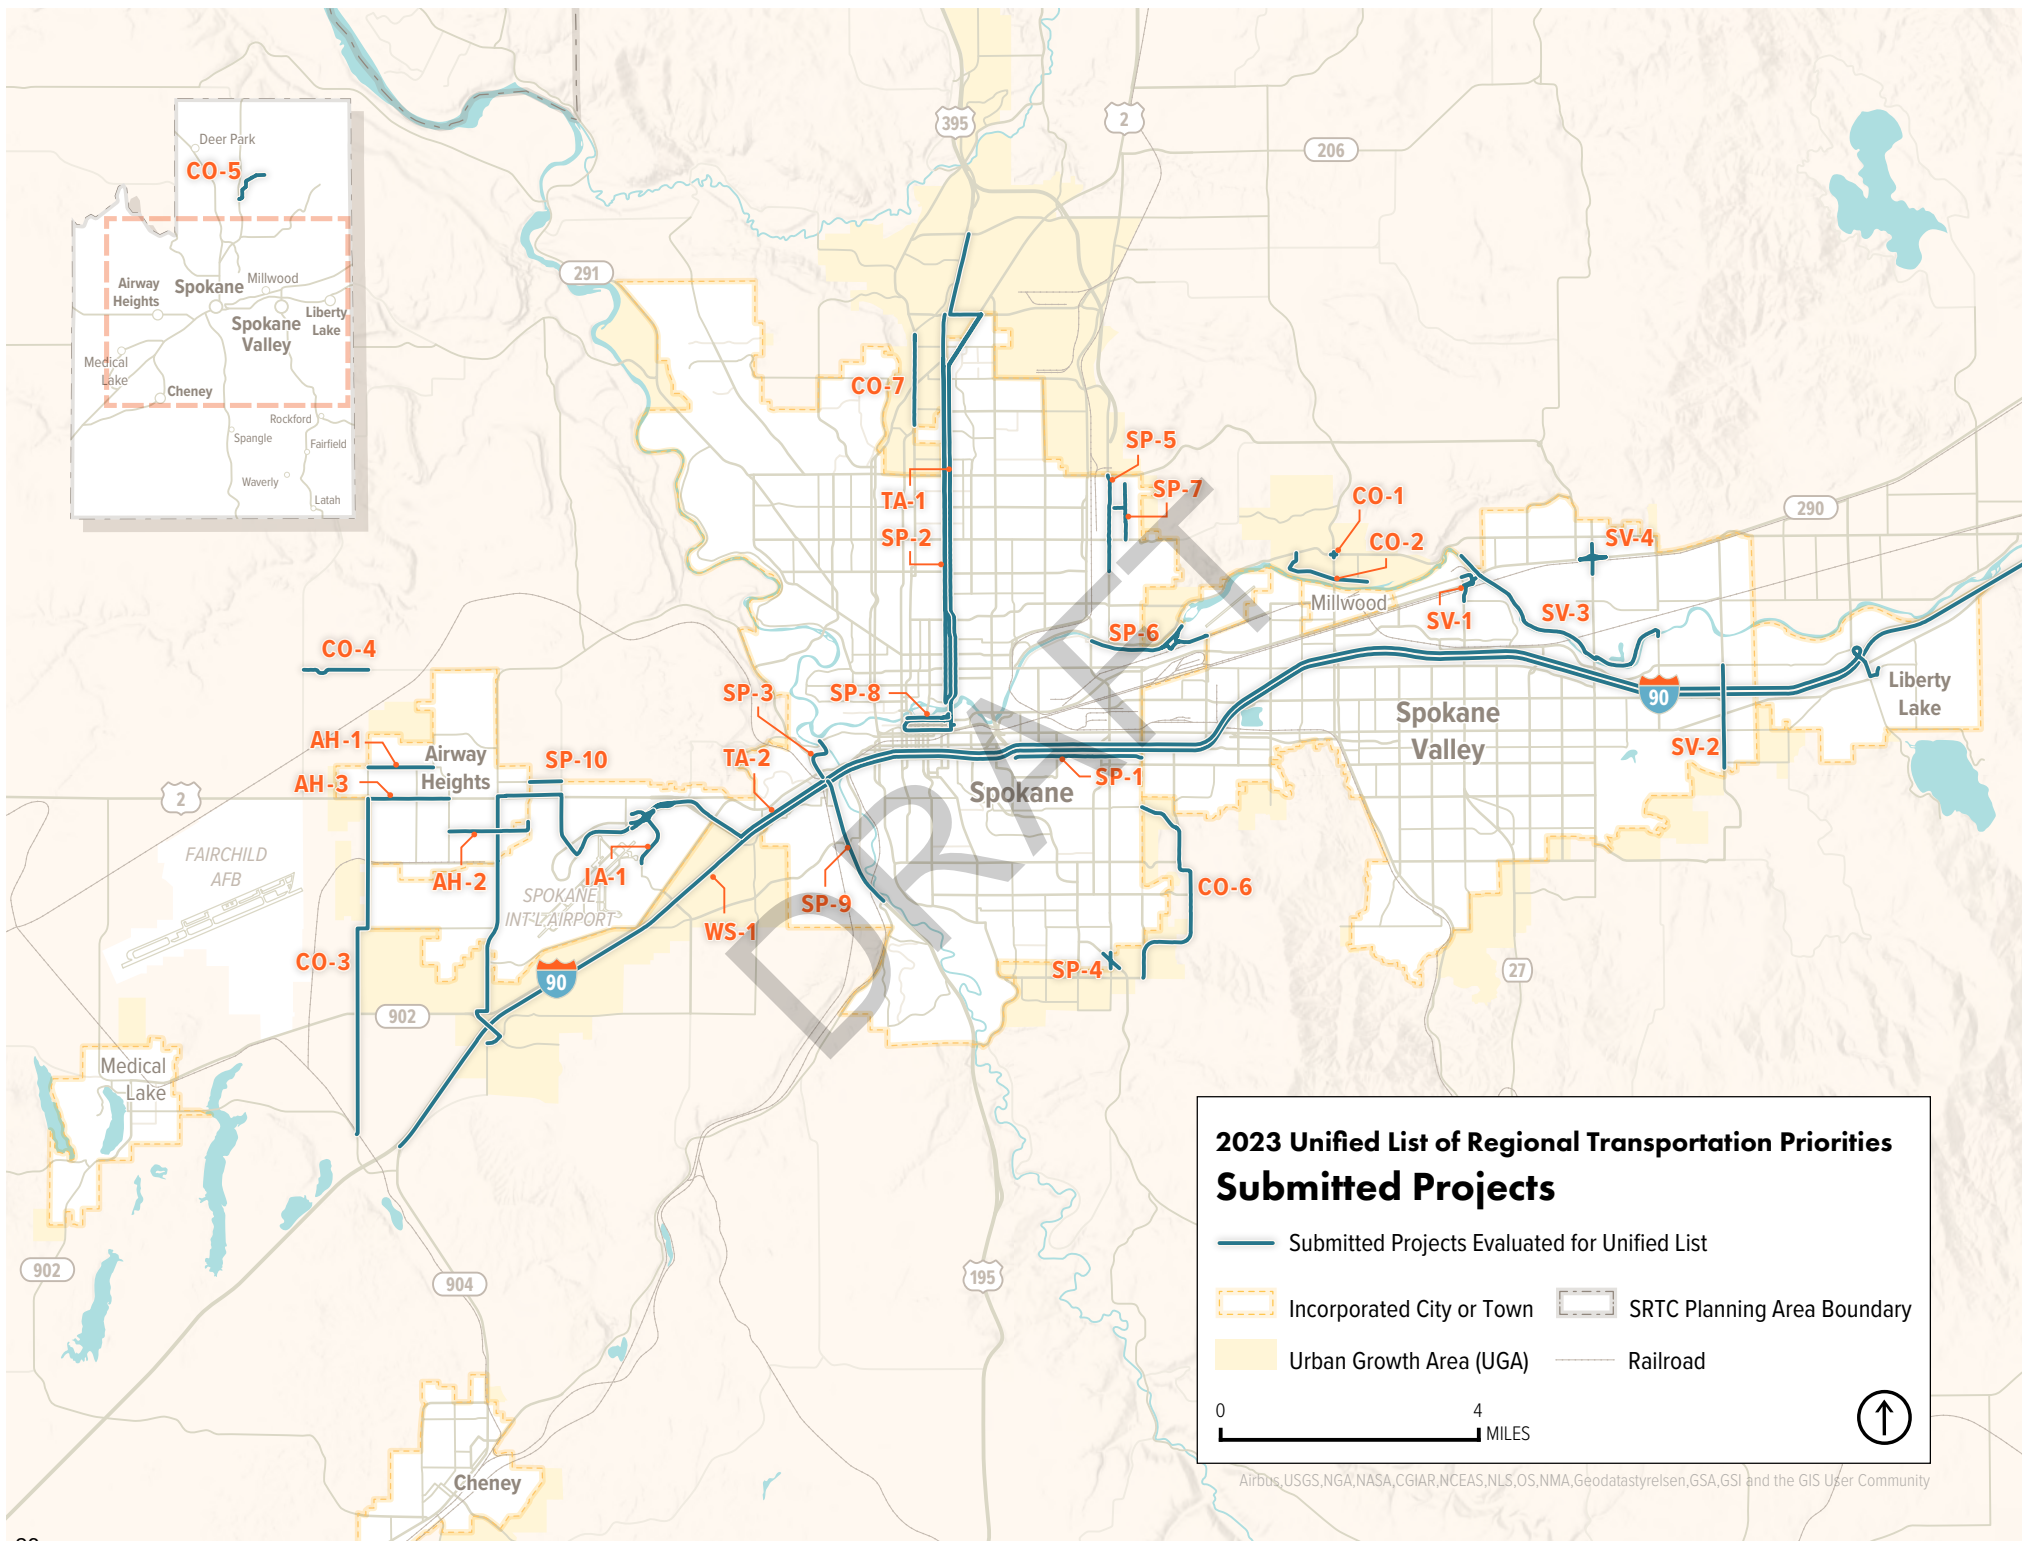 Deer Park
CO-5
Airway
Heights
Spokane
Millwood
Spokane
Valley
Liberty
Lake
Medical
Lake
Cheney
Rockford
Spangle
Fairfield
Waverly
Latah
395
2
206
291
CO-7
SP-5
SP-7
TA-1
SP-2
CO-1
CO-2
290
SV-4
Millwood
SV-1
SV-3
SP-6
CO-4
SP-3
SP-8
Liberty
Lake
90
Spokane
Valley
SV-2
AH-1
Airway
Heights
SP-10
TA-2
AH-3
SP-1
Spokane
2
FAIRCHILD
AFB
AH-2
IA-1
SPOKANE
INT'L AIRPORT
SP-9
CO-6
WS-1
CO-3
90
SP-4
27
902
Medical
Lake
DRAFT
902
904
195
Cheney
2023 Unified List of Regional Transportation Priorities
Submitted Projects
Submitted Projects Evaluated for Unified List
Incorporated City or Town
SRTC Planning Area Boundary
Urban Growth Area (UGA)
Railroad
0 4
MILES
Airbus,USGS,NGA,NASA,CGIAR,NCEAS,NLS,OS,NMA,Geodatastyrelsen,GSA,GSI and the GIS User Community